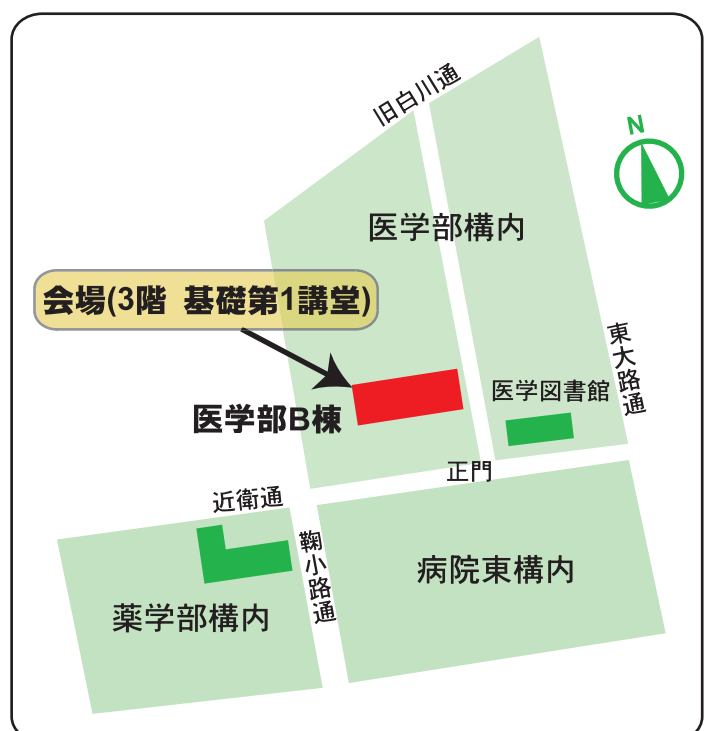 旧白川通
N
医学部構内
会場(3階 基礎第1講堂)
東大路通
医学図書館
医学部B棟
正門
近衛通
鞠小路通
病院東構内
薬学部構内